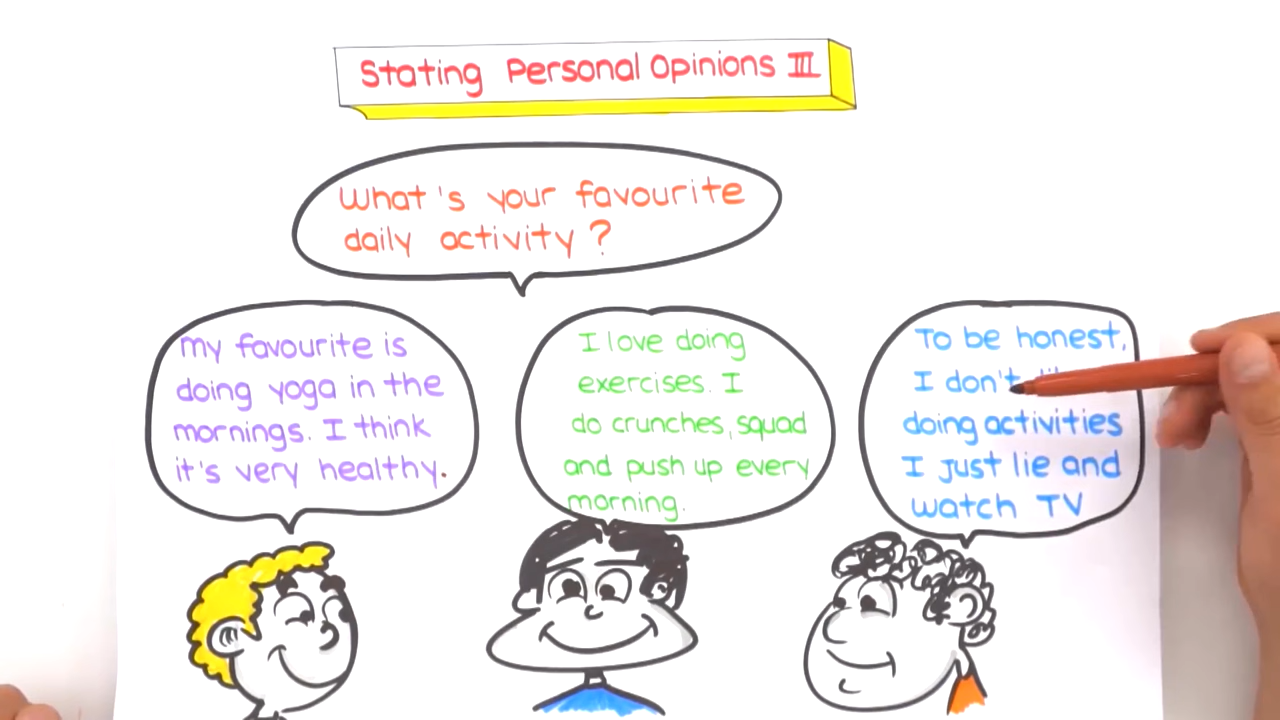 Stating Personal Opinions III
What's your favourite
daily activity?
My favourite is
doing yoga in the
mornings. I think
it's very healthy.
I love doing
exercises. I
do crunches, squad
and push up every
morning.
To be honest,
I don't
doing activities
I just lie and
watch TV